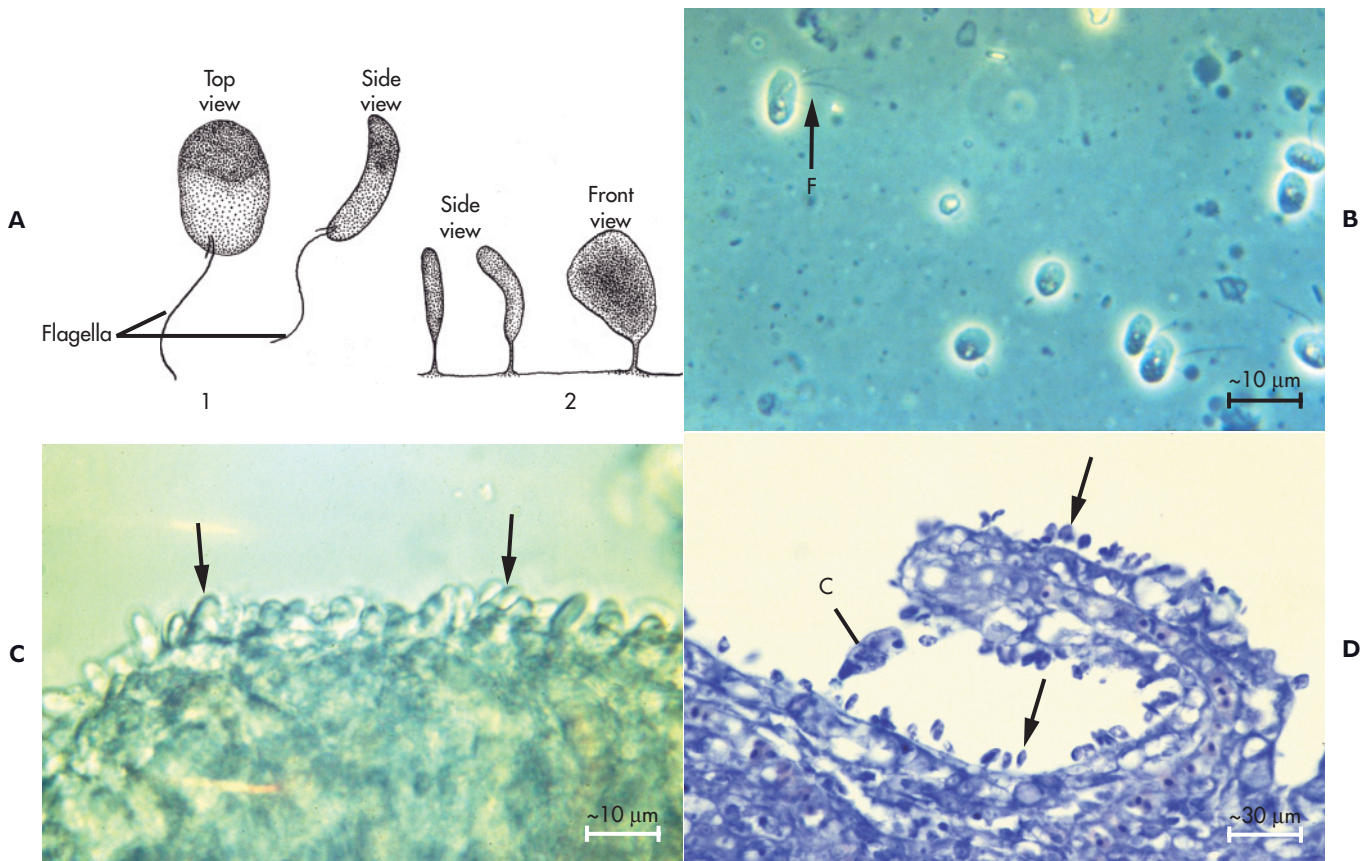 A
Top
view
Side
view
Side
view
Front
view
Flagella
1
2
B
F
~10 µm
C
~10 µm
D
C
~30 µm